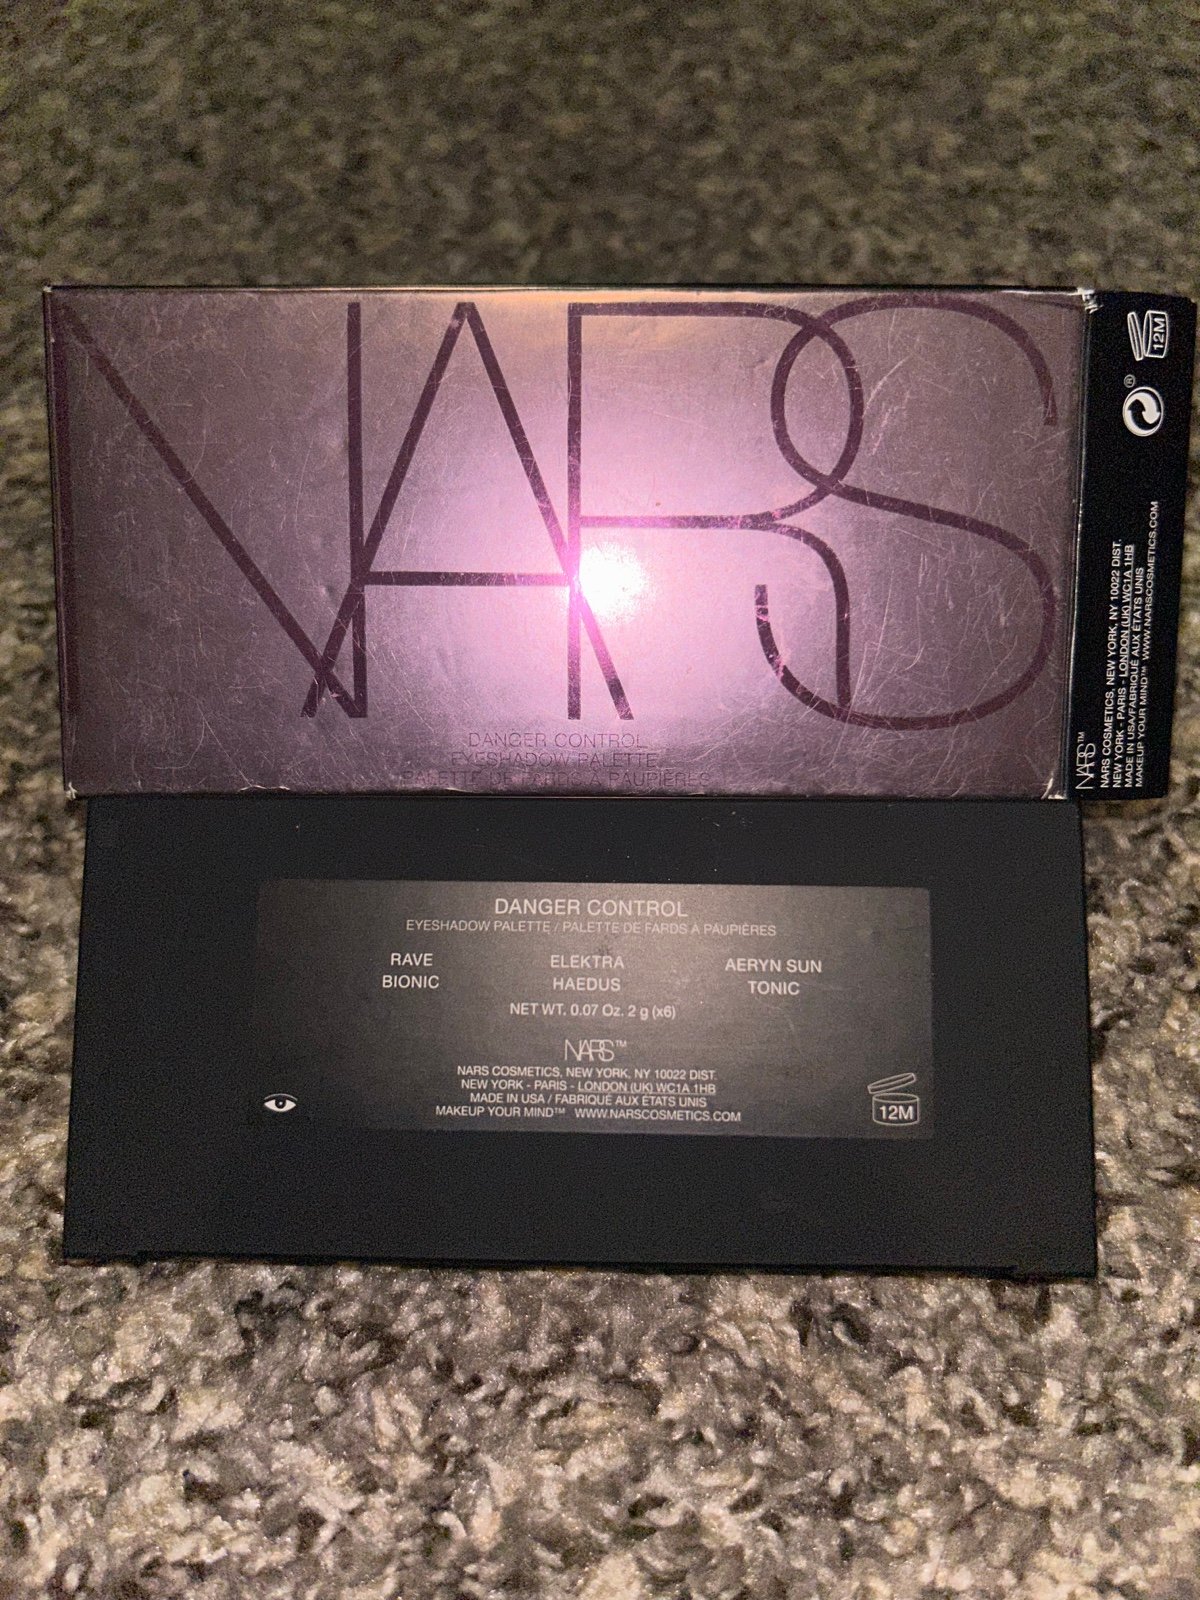 NARS
DANGER CONTROL
EYESHADOW PALETTE
PALETTE DE FARDS À PAUPIÈRES
12M
®
NARS™
NARS COSMETICS, NEW YORK, NY 10022 DIST.
NEW YORK - PARIS - LONDON (UK) WC1A 1HB
MADE IN USA/FABRIQUÉ AUX ÉTATS UNIS
MAKEUP YOUR MIND™ WWW.NARSCOSMETICS.COM
DANGER CONTROL
EYESHADOW PALETTE / PALETTE DE FARDS À PAUPIÈRES
RAVE ELEKTRA AERYN SUN
BIONIC HAEDUS TONIC
NET WT. 0.07 Oz. 2 g (x6)
NARS™
NARS COSMETICS, NEW YORK, NY 10022 DIST.
NEW YORK - PARIS - LONDON (UK) WC1A 1HB
MADE IN USA / FABRIQUÉ AUX ÉTATS UNIS
MAKEUP YOUR MIND™ WWW.NARSCOSMETICS.COM
12M